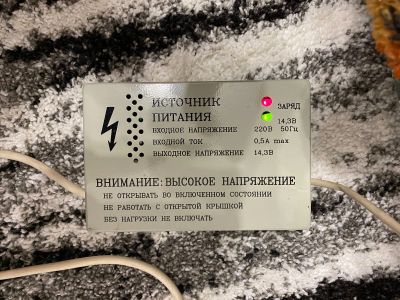 ИСТОЧНИК
ПИТАНИЯ
ЗАРЯД
14,3В
ВХОДНОЕ НАПРЯЖЕНИЕ 220В 50Гц
ВХОДНОЙ ТОК 0,5А max
ВЫХОДНОЕ НАПРЯЖЕНИЕ 14,3В
ВНИМАНИЕ: ВЫСОКОЕ НАПРЯЖЕНИЕ
НЕ ОТКРЫВАТЬ ВО ВКЛЮЧЕННОМ СОСТОЯНИИ
НЕ РАБОТАТЬ С ОТКРЫТОЙ КРЫШКОЙ
БЕЗ НАГРУЗКИ НЕ ВКЛЮЧАТЬ